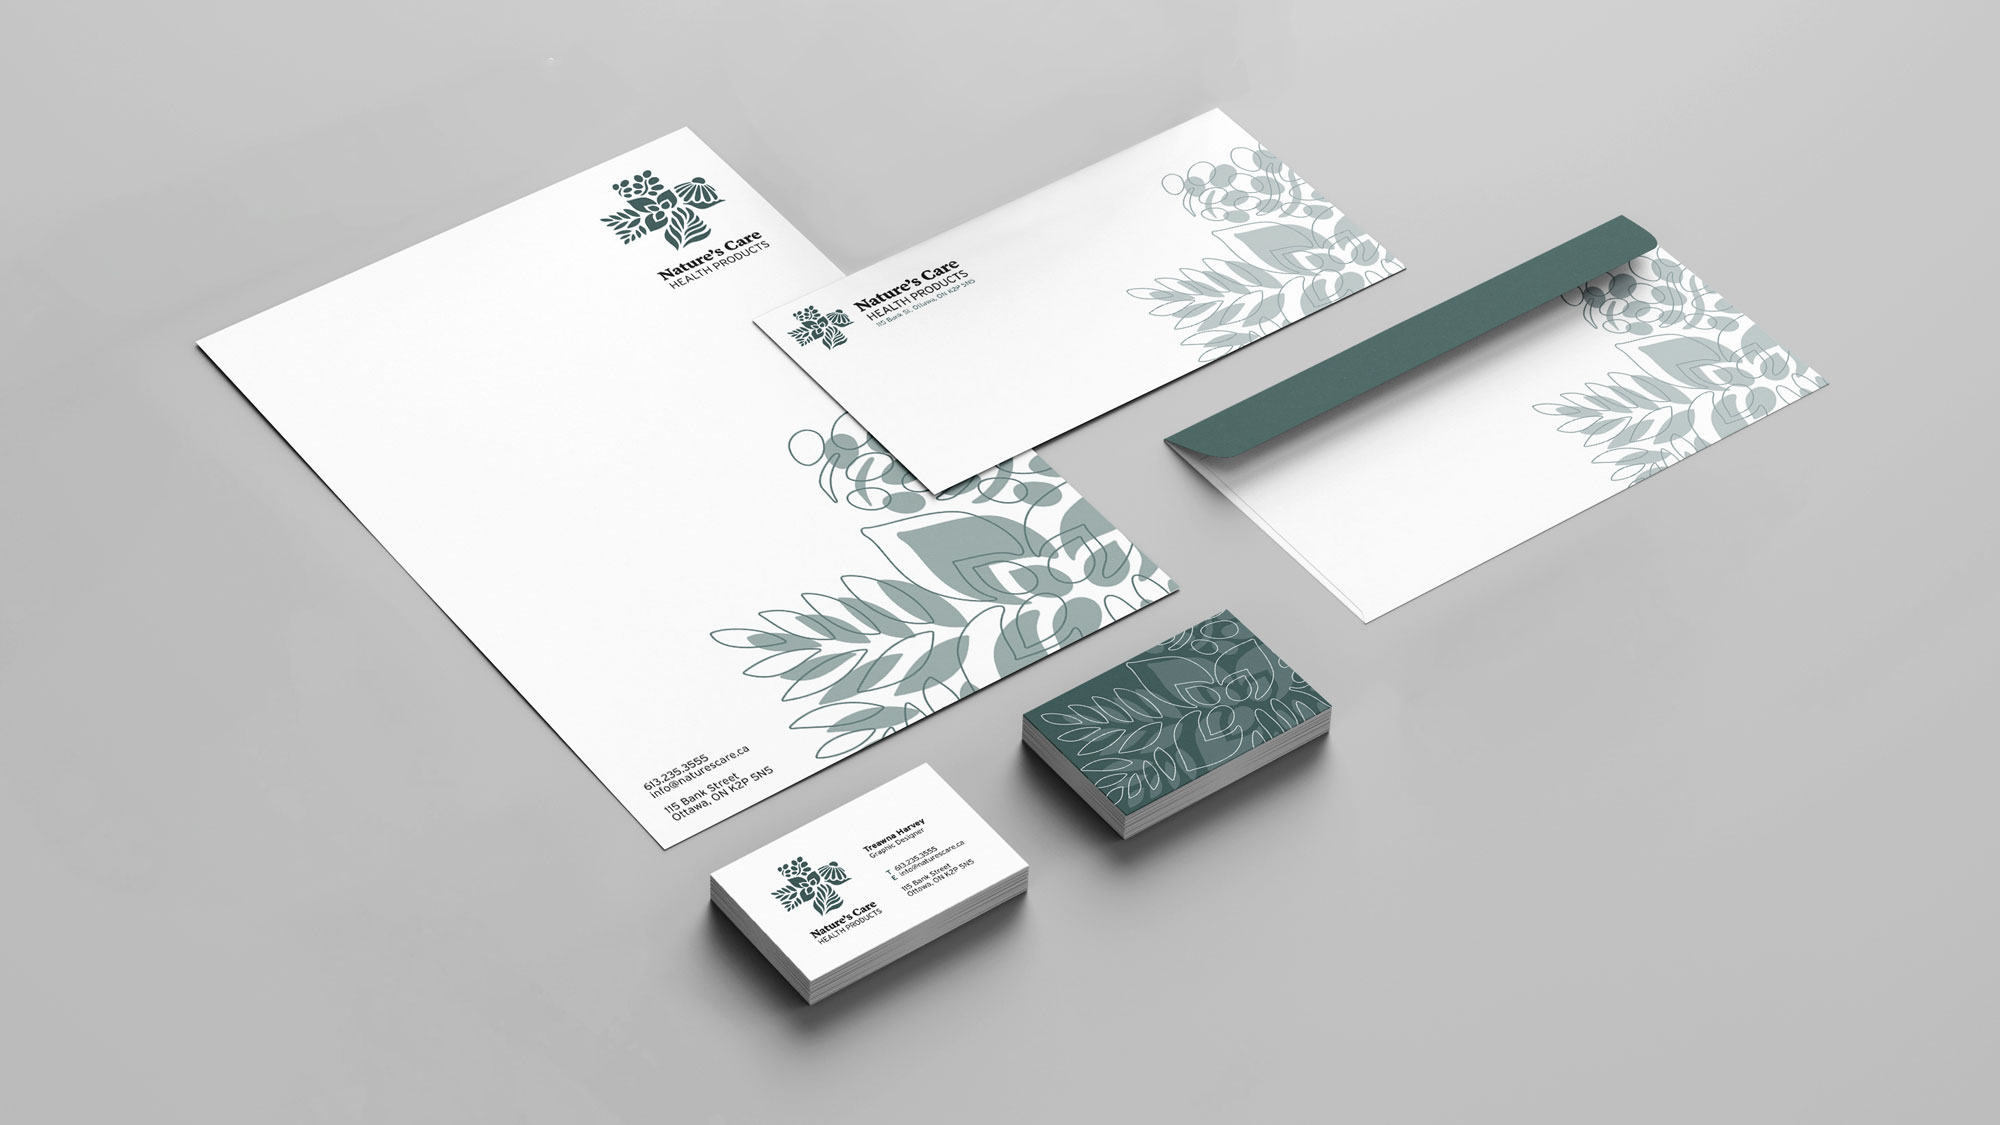 Nature's Care
HEALTH PRODUCTS
613.235.3555
info@naturescare.ca
115 Bank Street
Ottawa, ON K2P 5N5
Nature's Care
HEALTH PRODUCTS
115 Bank St, Ottawa, ON K2P 5N5
Nature's Care
HEALTH PRODUCTS
Treawna Harvey
Graphic Designer
T 613.235.3555
E info@naturescare.ca
115 Bank Street
Ottawa, ON K2P 5N5